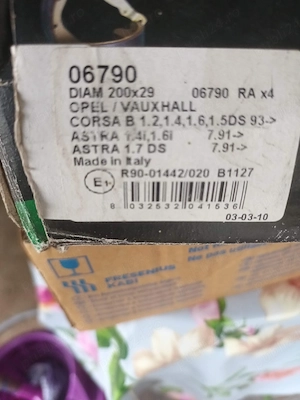 06790
DIAM 200x29 06790 RA x4
OPEL / VAUXHALL
CORSA B 1.2,1.4,1.6,1.5DS 93->
ASTRA 1.4i,1.6i 7.91->
ASTRA 1.7 DS 7.91->
Made in Italy
E R90-01442/020 B1127
8 032532 041536
03-03-10
FRESENIUS
KABI